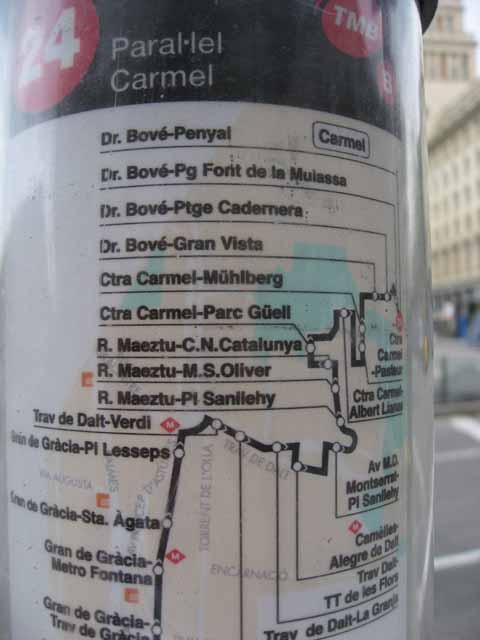 24
TMB
Paral·lel
Carmel
Dr. Bové-Penyal
Carmel
Dr. Bové-Pg Font de la Mulassa
Dr. Bové-Ptge Cadernera
Dr. Bové-Gran Vista
Ctra Carmel-Mühlberg
Ctra Carmel-Parc Güell
R. Maeztu-C.N.Catalunya
R. Maeztu-M.S.Oliver
R. Maeztu-Pl Sanllehy
Ctra
Carmel
-Pasteur
Ctra Carmel-
Albert Llanas
Trav de Dalt-Verdi
M
Gran de Gràcia-Pl Lesseps
TRAV DE DALT
Av M.D.
Montserrat-
Pl Sanllehy
VIA AUGUSTA
TORRENT DE L'OLLA
Gran de Gràcia-Sta. Àgata
M
Camèlies-
Alegre de Dalt
Gran de Gràcia-
Metro Fontana
M
ENCARNACIÓ
Trav Dalt-
TT de les Flors
Trav de Dalt-La Granja
Gran de Gràcia-
Trav de Gràcia